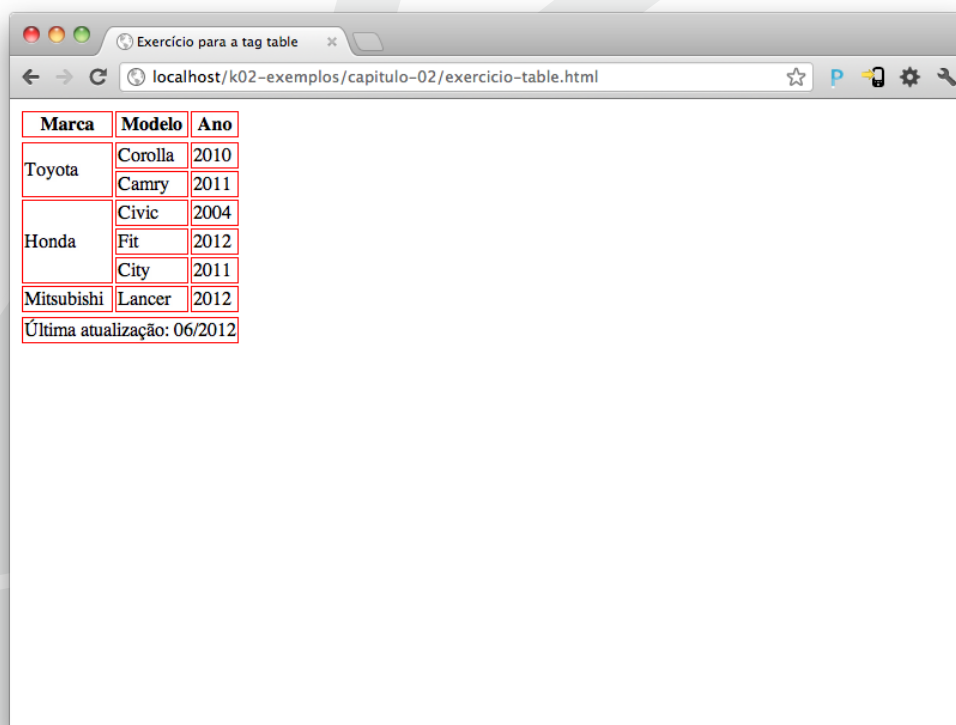 Exercício para a tag table
localhost/k02-exemplos/capitulo-02/exercicio-table.html
P
Marca Modelo Ano
Toyota Corolla 2010
Camry 2011
Honda Civic 2004
Fit 2012
City 2011
Mitsubishi Lancer 2012
Última atualização: 06/2012